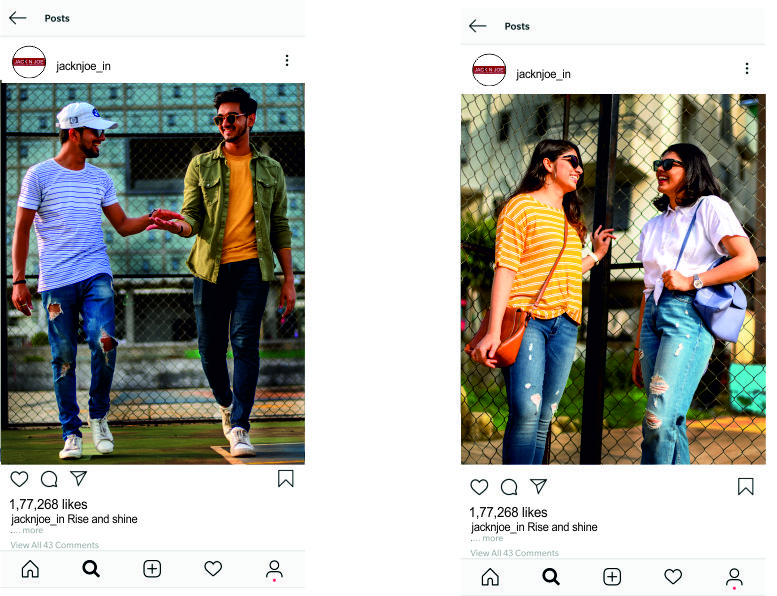 Posts
JACK N JOE
jacknjoe_in
1,77,268 likes
jacknjoe_in Rise and shine
.... more
View All 43 Comments
Posts
JACK N JOE
jacknjoe_in
1,77,268 likes
jacknjoe_in Rise and shine
.... more
View All 43 Comments